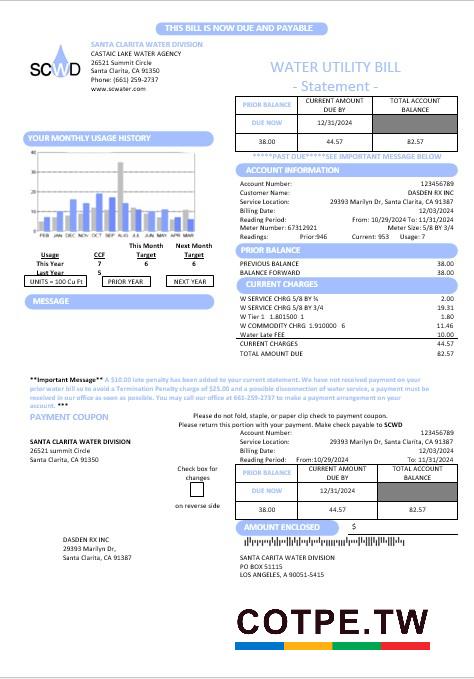 THIS BILL IS NOW DUE AND PAYABLE
SCWD
SANTA CLARITA WATER DIVISION
CASTAIC LAKE WATER AGENCY
26521 Summit Circle
Santa Clarita, CA 91350
Phone: (661) 259-2737
www.scwater.com
WATER UTILITY BILL
- Statement -
PRIOR BALANCE CURRENT AMOUNT DUE BY TOTAL ACCOUNT BALANCE
DUE NOW 12/31/2024
38.00 44.57 82.57
*****PAST DUE*****SEE IMPORTANT MESSAGE BELOW
YOUR MONTHLY USAGE HISTORY
40
30
20
10
0
FEB JAN DEC NOV OCT SEP AUG JUL JUN MAY APR MAR
This Month Next Month
Usage CCF Target Target
This Year 7 6 6
Last Year 5
UNITS = 100 Cu Ft PRIOR YEAR NEXT YEAR
MESSAGE
ACCOUNT INFORMATION
Account Number: 123456789
Customer Name: DASDEN RX INC
Service Location: 29393 Marilyn Dr, Santa Clarita, CA 91387
Billing Date: 12/03/2024
Reading Period: From: 10/29/2024 To: 11/31/2024
Meter Number: 67312921 Meter Size: 5/8 BY 3/4
Readings: Prior:946 Current: 953 Usage: 7
PRIOR BALANCE
PREVIOUS BALANCE 38.00
BALANCE FORWARD 38.00
CURRENT CHARGES
W SERVICE CHRG 5/8 BY ¾ 2.00
W SERVICE CHRG 5/8 BY 3/4 19.31
W Tier 1 1.801500 1 1.80
W COMMODITY CHRG 1.910000 6 11.46
Water Late FEE 10.00
CURRENT CHARGES 44.57
TOTAL AMOUNT DUE 82.57
**Important Message** A $10.00 late penalty has been added to your current statement. We have not received payment on your
prior water bill so to avoid a Termination Penalty charge of $25.00 and a possible disconnection of water service, a payment must be
received in our office as soon as possible. You may call our office at 661-259-2737 to make a payment arrangement on your
account. ***
PAYMENT COUPON
Please do not fold, staple, or paper clip check to payment coupons.
Please return this portion with your payment. Make check payable to SCWD
SANTA CLARITA WATER DIVISION
26521 summit Circle
Santa Clarita, CA 91350
Account Number: 123456789
Service Location: 29393 Marilyn Dr, Santa Clarita, CA 91387
Billing Date: 12/03/2024
Reading Period: From:10/29/2024 To: 11/31/2024
Check box for
changes
on reverse side
PRIOR BALANCE CURRENT AMOUNT DUE BY TOTAL ACCOUNT BALANCE
DUE NOW 12/31/2024
38.00 44.57 82.57
AMOUNT ENCLOSED $
DASDEN RX INC
29393 Marilyn Dr,
Santa Clarita, CA 91387
SANTA CARITA WATER DIVISION
PO BOX 51115
LOS ANGELES, A 90051-5415
COTPE.TW